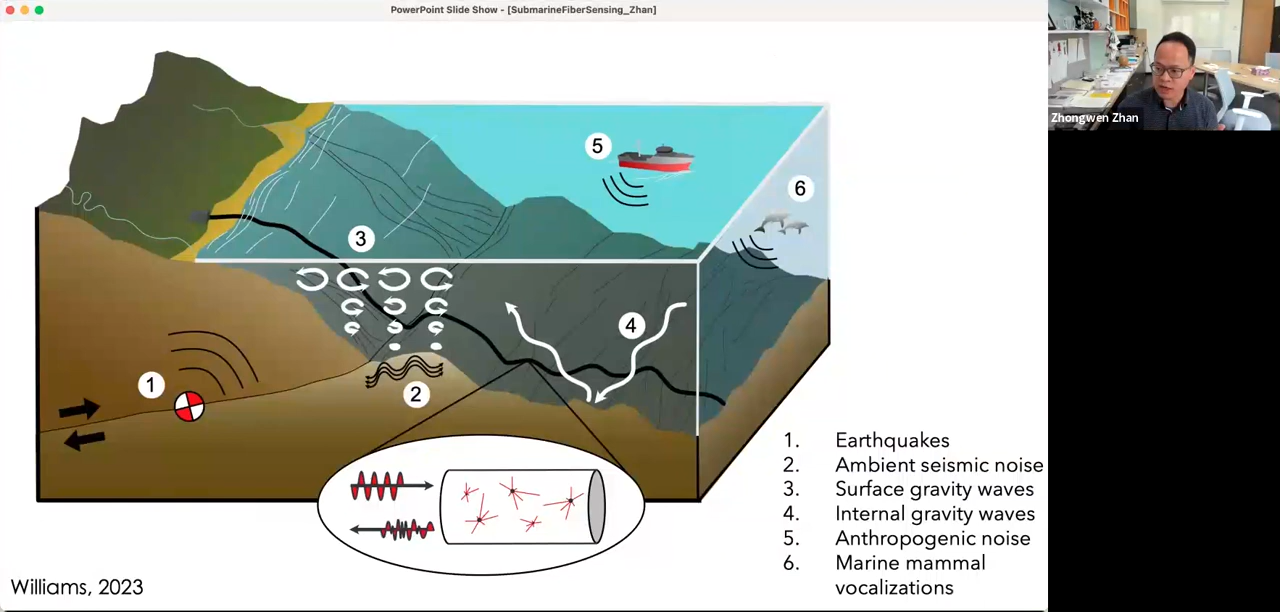 PowerPoint Slide Show - [SubmarineFiberSensing_Zhan]
Zhongwen Zhan
5
6
3
4
1
2
1. Earthquakes
2. Ambient seismic noise
3. Surface gravity waves
4. Internal gravity waves
5. Anthropogenic noise
6. Marine mammal
vocalizations
Williams, 2023